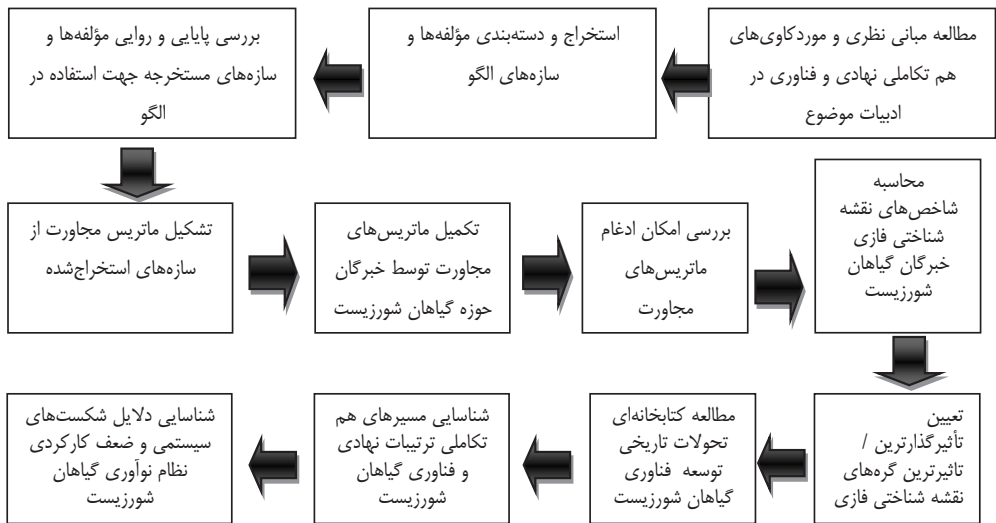 مطالعه مبانی نظری و موردکاوی‌های
هم تکاملی نهادی و فناوری در
ادبیات موضوع
استخراج و دسته‌بندی مؤلفه‌ها و
سازه‌های الگو
بررسی پایایی و روایی مؤلفه‌ها و
سازه‌های مستخرجه جهت استفاده در
الگو
تشکیل ماتریس مجاورت از
سازه‌های استخراج‌شده
تکمیل ماتریس‌های
مجاورت توسط خبرگان
حوزه گیاهان شورزیست
بررسی امکان ادغام
ماتریس‌های
مجاورت
محاسبه
شاخص‌های نقشه
شناختی فازی
خبرگان گیاهان
شورزیست
تعیین
تأثیرگذارترین /
تاثیرترین گره‌های
نقشه شناختی فازی
مطالعه کتابخانه‌ای
تحولات تاریخی
توسعه فناوری
گیاهان شورزیست
شناسایی مسیرهای هم
تکاملی ترتیبات نهادی
و فناوری گیاهان
شورزیست
شناسایی دلایل شکست‌های
سیستمی و ضعف کارکردی
نظام نوآوری گیاهان
شورزیست